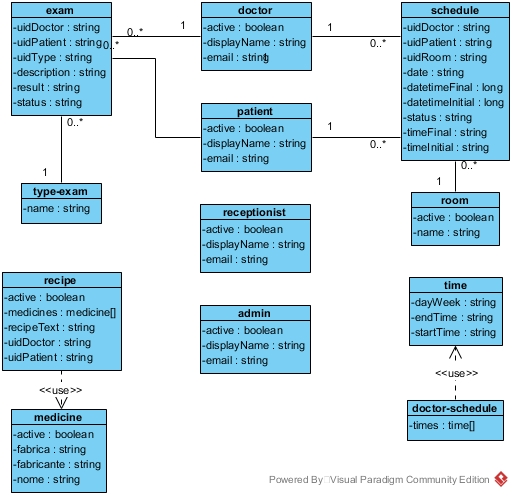 exam
-uidDoctor : string
-uidPatient : string
-uidType : string
-description : string
-result : string
-status : string
0..*
1
0..*
0..*
1
type-exam
-name : string
doctor
-active : boolean
-displayName : string
-email : string
1
0..*
patient
-active : boolean
-displayName : string
-email : string
1
0..*
schedule
-uidDoctor : string
-uidPatient : string
-uidRoom : string
-date : string
-datetimeFinal : long
-datetimeInitial : long
-status : string
-timeFinal : string
-timeInitial : string
0..*
1
room
-active : boolean
-name : string
receptionist
-active : boolean
-displayName : string
-email : string
admin
-active : boolean
-displayName : string
-email : string
recipe
-active : boolean
-medicines : medicine[]
-recipeText : string
-uidDoctor : string
-uidPatient : string
<<use>>
medicine
-active : boolean
-fabrica : string
-fabricante : string
-nome : string
time
-dayWeek : string
-endTime : string
-startTime : string
<<use>>
doctor-schedule
-times : time[]
Powered By Visual Paradigm Community Edition